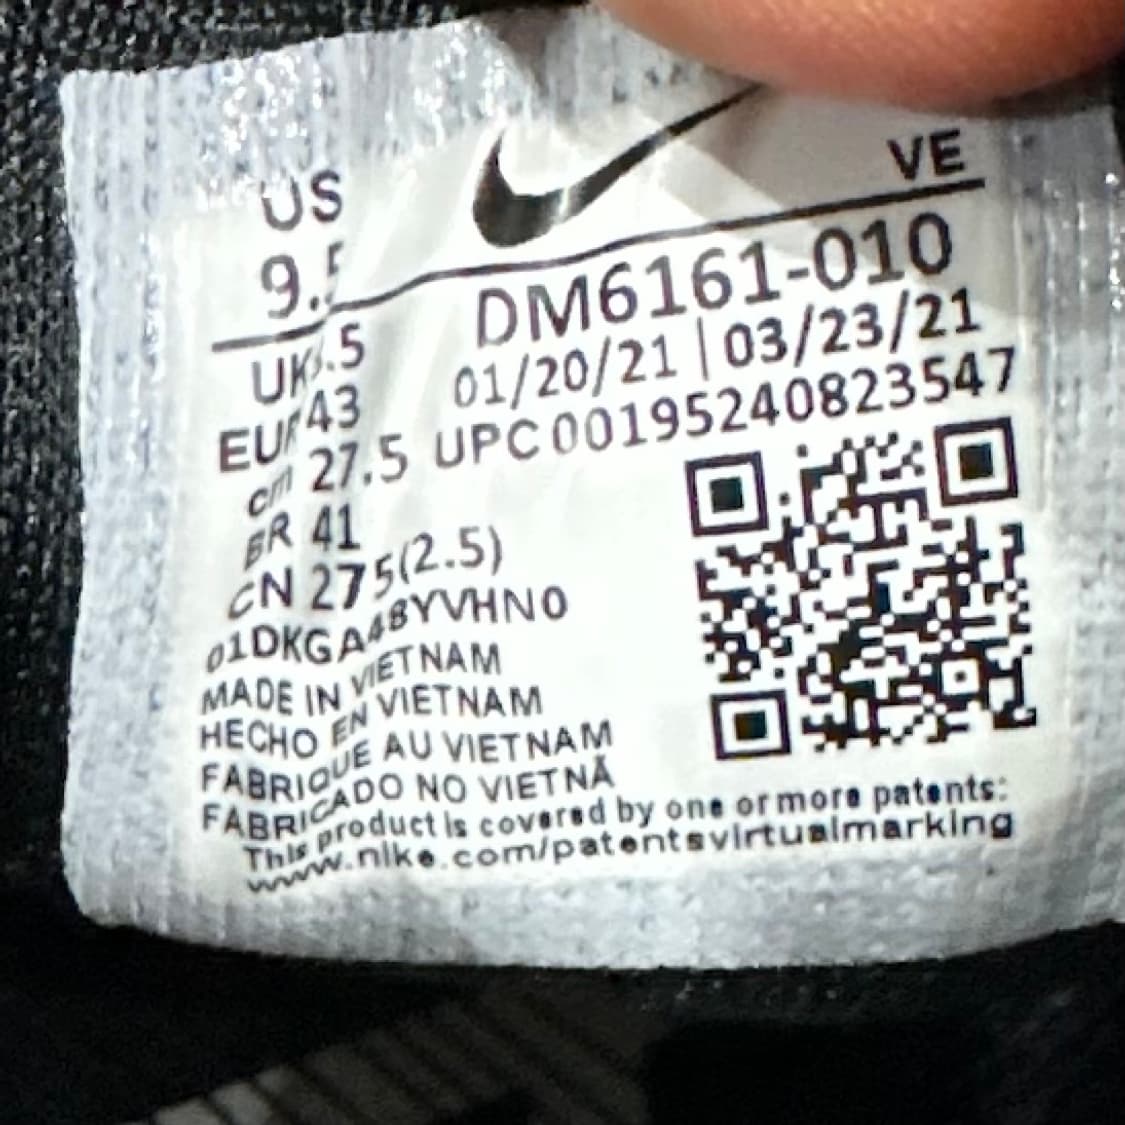 US
VE
9.5
DM6161-010
01/20/21 | 03/23/21
UPC 00195240823547
UK .5
EUR 43
cm 27.5
BR 41
CN 275(2.5)
01DKGA48YVHN0
MADE IN VIETNAM
HECHO EN VIETNAM
FABRIQUE AU VIETNAM
FABRICADO NO VIETNÃ
This product is covered by one or more patents:
www.nike.com/patentsvirtualmarking